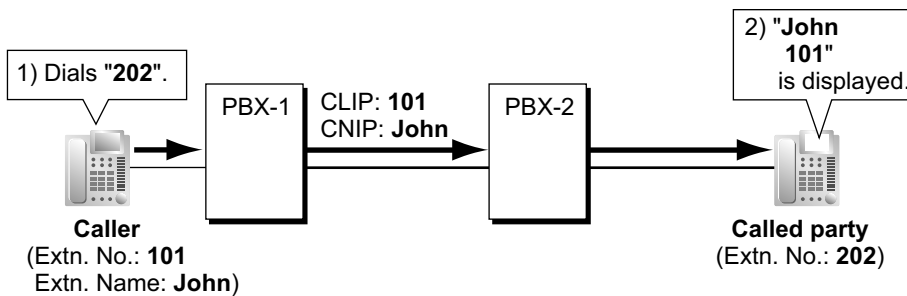 1) Dials "202".
PBX-1
CLIP: 101
CNIP: John
PBX-2
2) "John
101"
is displayed.
Caller
(Extn. No.: 101
Extn. Name: John)
Called party
(Extn. No.: 202)